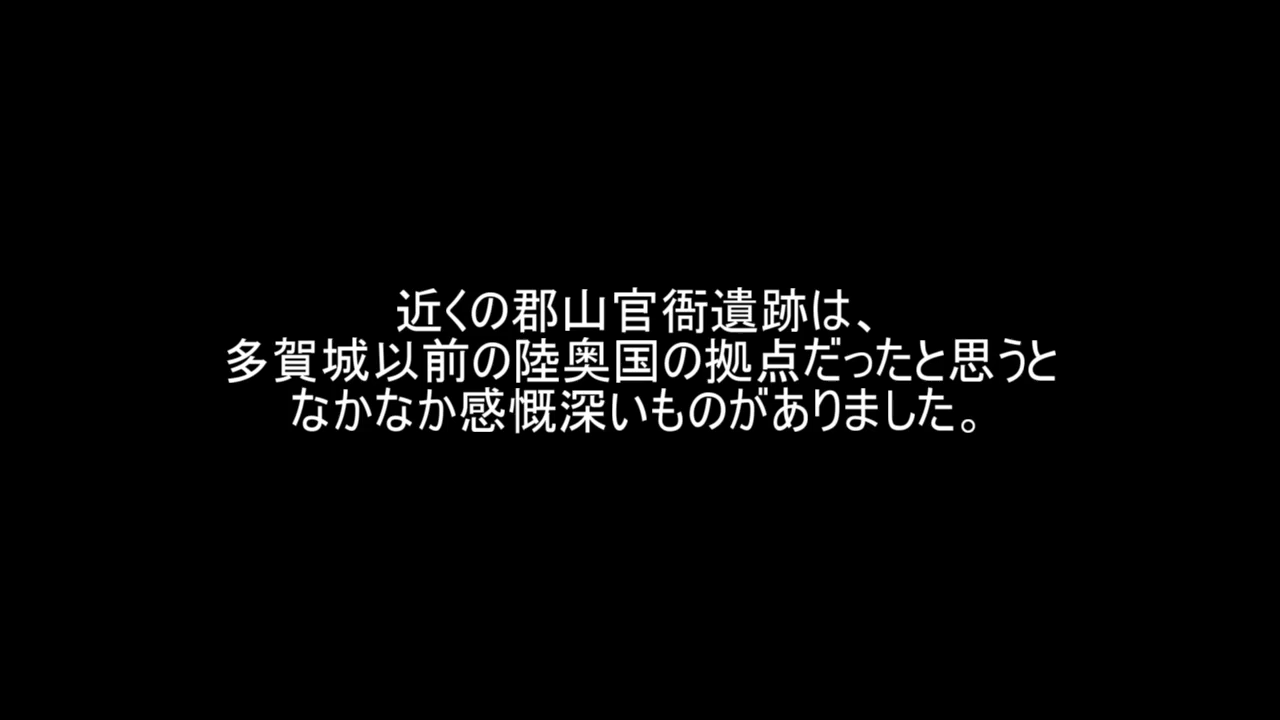 近くの郡山官衙遺跡は、
多賀城以前の陸奥国の拠点だったと思うと
なかなか感慨深いものがありました。